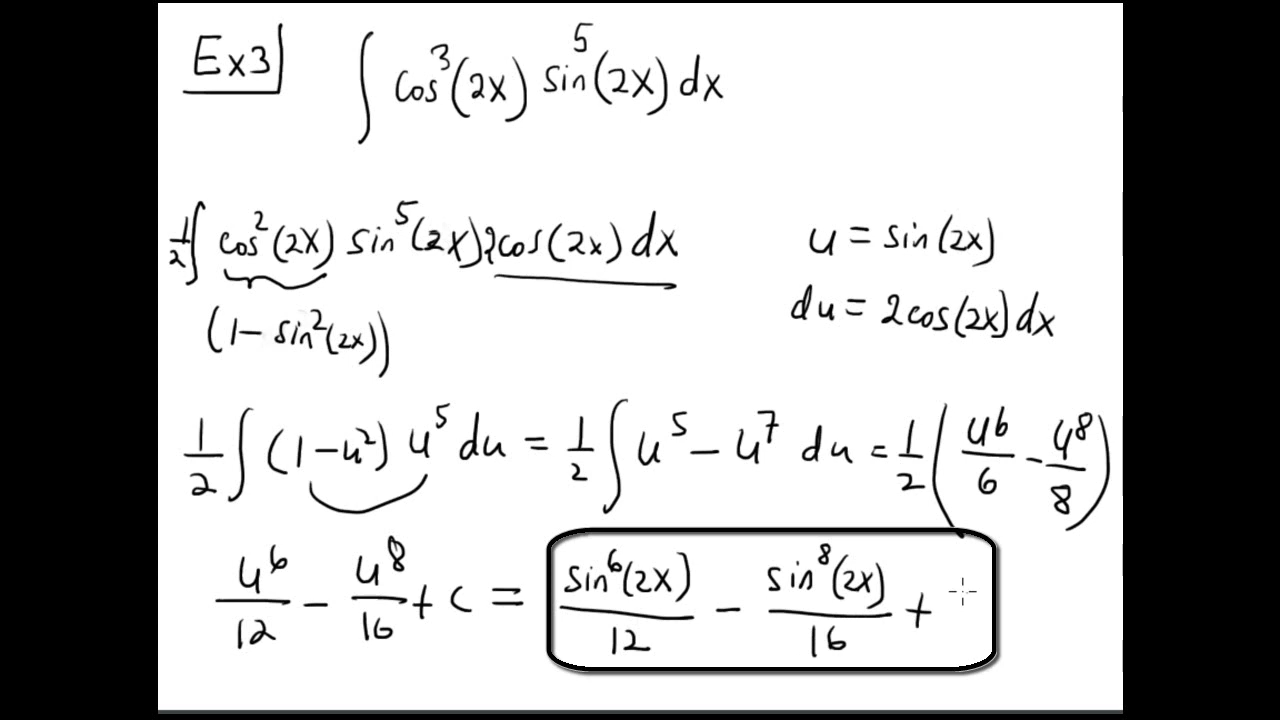 Ex3 ∫ cos³(2x) sin⁵(2x) dx
½∫ cos²(2x) sin⁵(2x) 2cos(2x) dx u = sin(2x)
(1 − sin²(2x)) du = 2cos(2x) dx
1/2 ∫ (1−u²) u⁵ du = 1/2 ∫ u⁵ − u⁷ du = 1/2 (u⁶/6 − u⁸/8)
u⁶/12 − u⁸/16 + c = sin⁶(2x)/12 − sin⁸(2x)/16 +